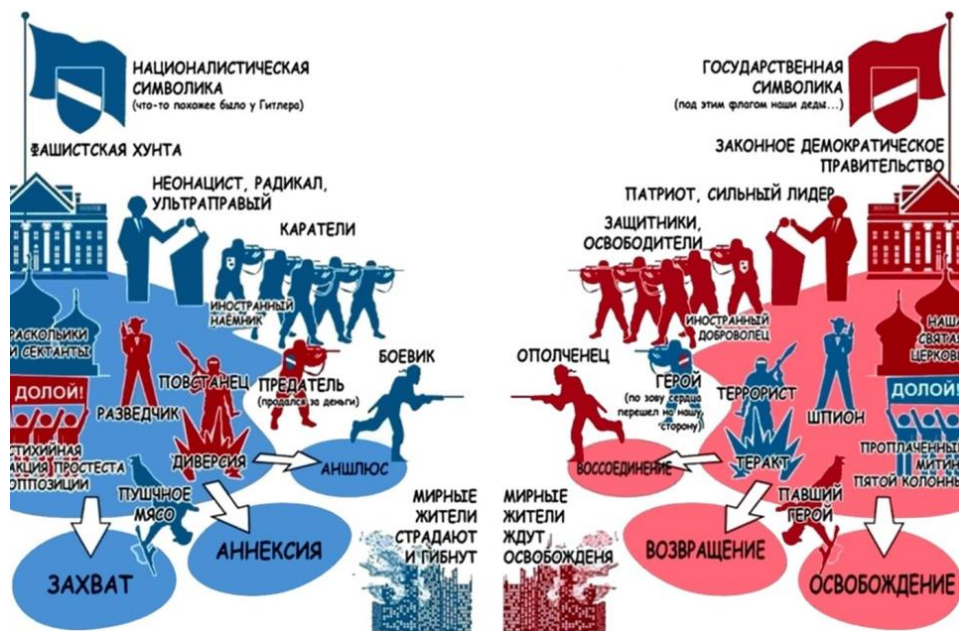 НАЦИОНАЛИСТИЧЕСКАЯ
СИМВОЛИКА
(что-то похожее было у Гитлера)
ФАШИСТСКАЯ ХУНТА
НЕОНАЦИСТ, РАДИКАЛ,
УЛЬТРАПРАВЫЙ
КАРАТЕЛИ
ИНОСТРАННЫЙ
НАЁМНИК
РАСКОЛЬИКИ
И СЕКТАНТЫ
ДОЛОЙ!
РАЗВЕДЧИК
ПОВСТАНЕЦ
ПРЕДАТЕЛЬ
(продался за деньги)
БОЕВИК
СТИХИЙНАЯ
АКЦИЯ ПРОСТЕСТА
ОППОЗИЦИИ
ДИВЕРСИЯ
АНШЛЮС
ПУШЧНОЕ
МЯСО
ЗАХВАТ
АННЕКСИЯ
МИРНЫЕ
ЖИТЕЛИ
СТРАДАЮТ
И ГИБНУТ
ГОСУДАРСТВЕННАЯ
СИМВОЛИКА
(под этим флагом наши деды...)
ЗАКОННОЕ ДЕМОКРАТИЧЕСКОЕ
ПРАВИТЕЛЬСТВО
ПАТРИОТ, СИЛЬНЫЙ ЛИДЕР
ЗАЩИТНИКИ,
ОСВОБОДИТЕЛИ
ИНОСТРАННЫЙ
ДОБРОВОЛЕЦ
НАША
СВЯТАЯ
ЦЕРКОВЬ
ДОЛОЙ!
ОПОЛЧЕНЕЦ
ГЕРОЙ
(по зову сердца
перешел на нашу
сторону)
ТЕРРОРИСТ
ШПИОН
ПРОПЛАЧЕННЫЙ
МИТИНГ
ПЯТОЙ КОЛОННЫ
ВОССОЕДИНЕНИЕ
ТЕРАКТ
ПАВШИЙ
ГЕРОЙ
МИРНЫЕ
ЖИТЕЛИ
ЖДУТ
ОСВОБОЖДЕНЯ
ВОЗВРАЩЕНИЕ
ОСВОБОЖДЕНИЕ